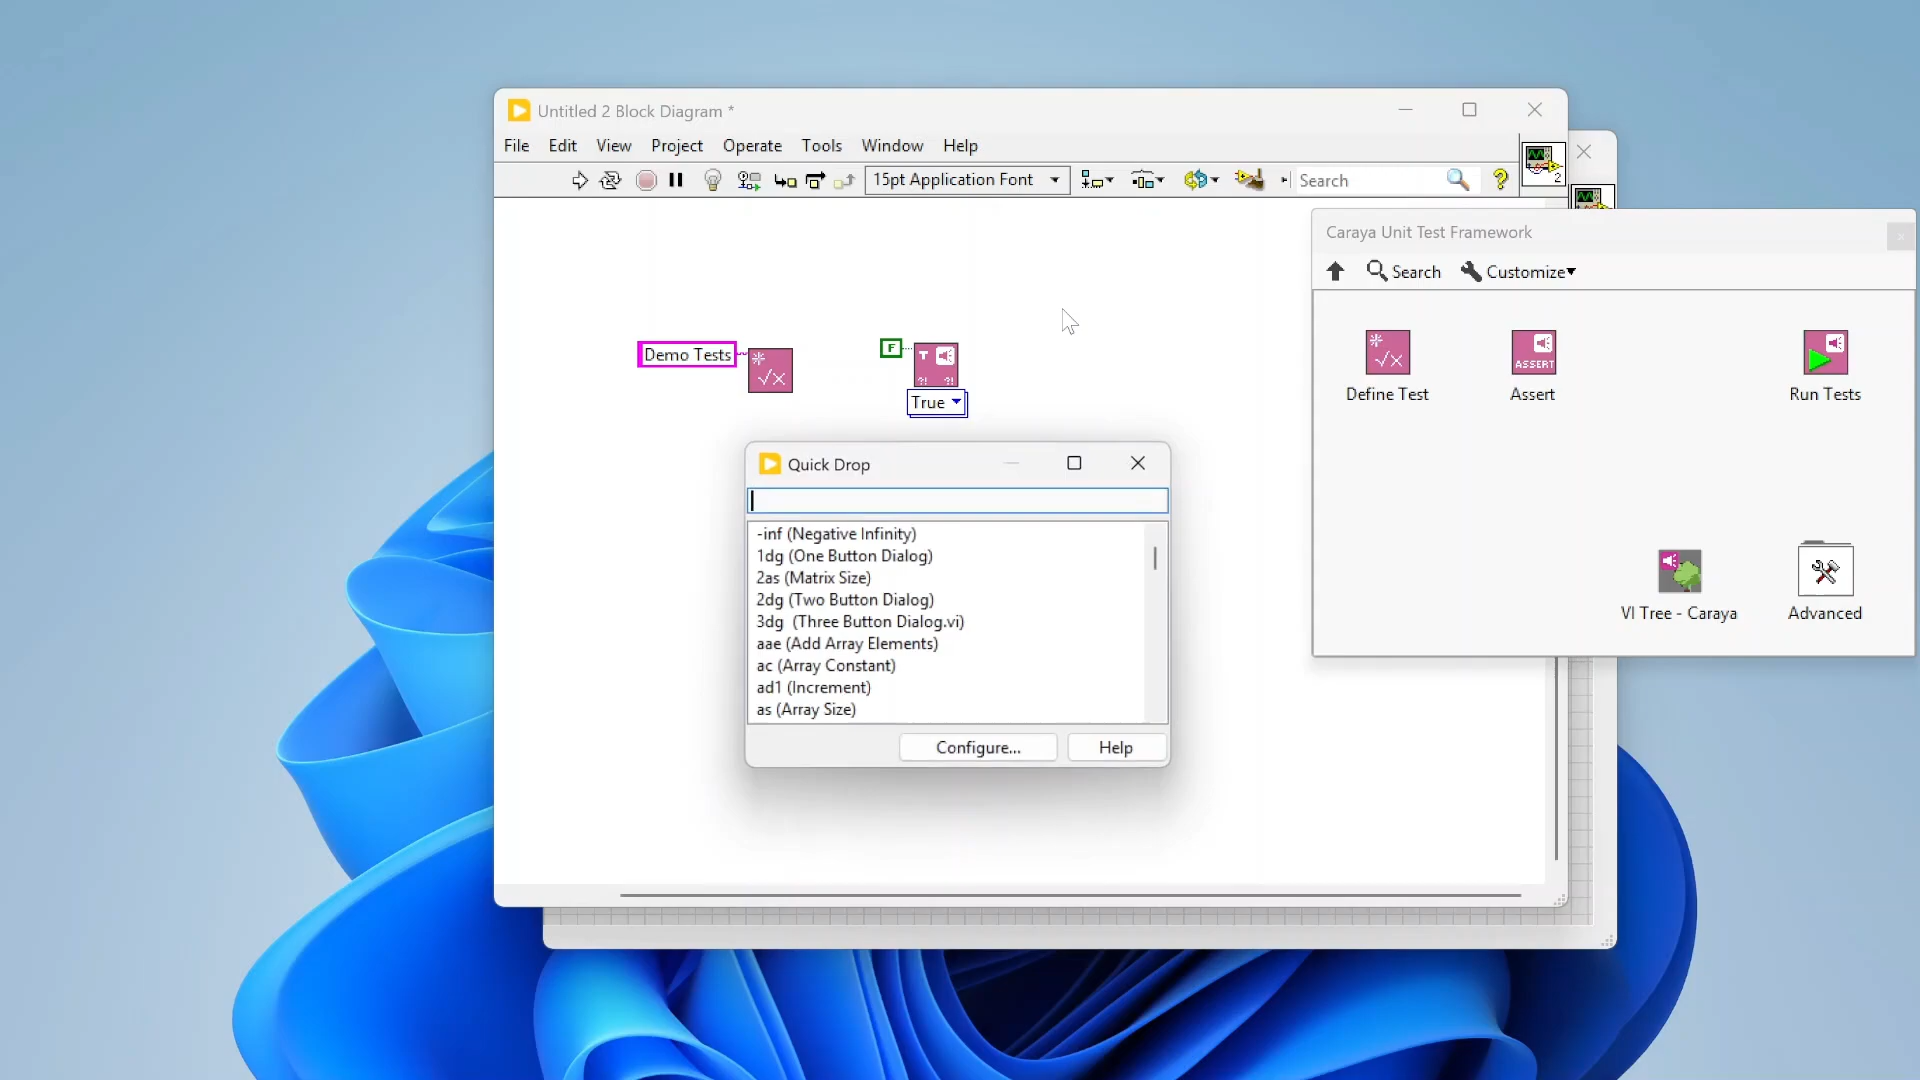 Untitled 2 Block Diagram *
File Edit View Project Operate Tools Window Help
15pt Application Font
Search
2
Caraya Unit Test Framework
Search
Customize
Demo Tests
√x
F
T
?! ?!
True
√x
Define Test
ASSERT
Assert
Run Tests
VI Tree - Caraya
Advanced
Quick Drop
-inf (Negative Infinity)
1dg (One Button Dialog)
2as (Matrix Size)
2dg (Two Button Dialog)
3dg (Three Button Dialog.vi)
aae (Add Array Elements)
ac (Array Constant)
ad1 (Increment)
as (Array Size)
Configure...
Help